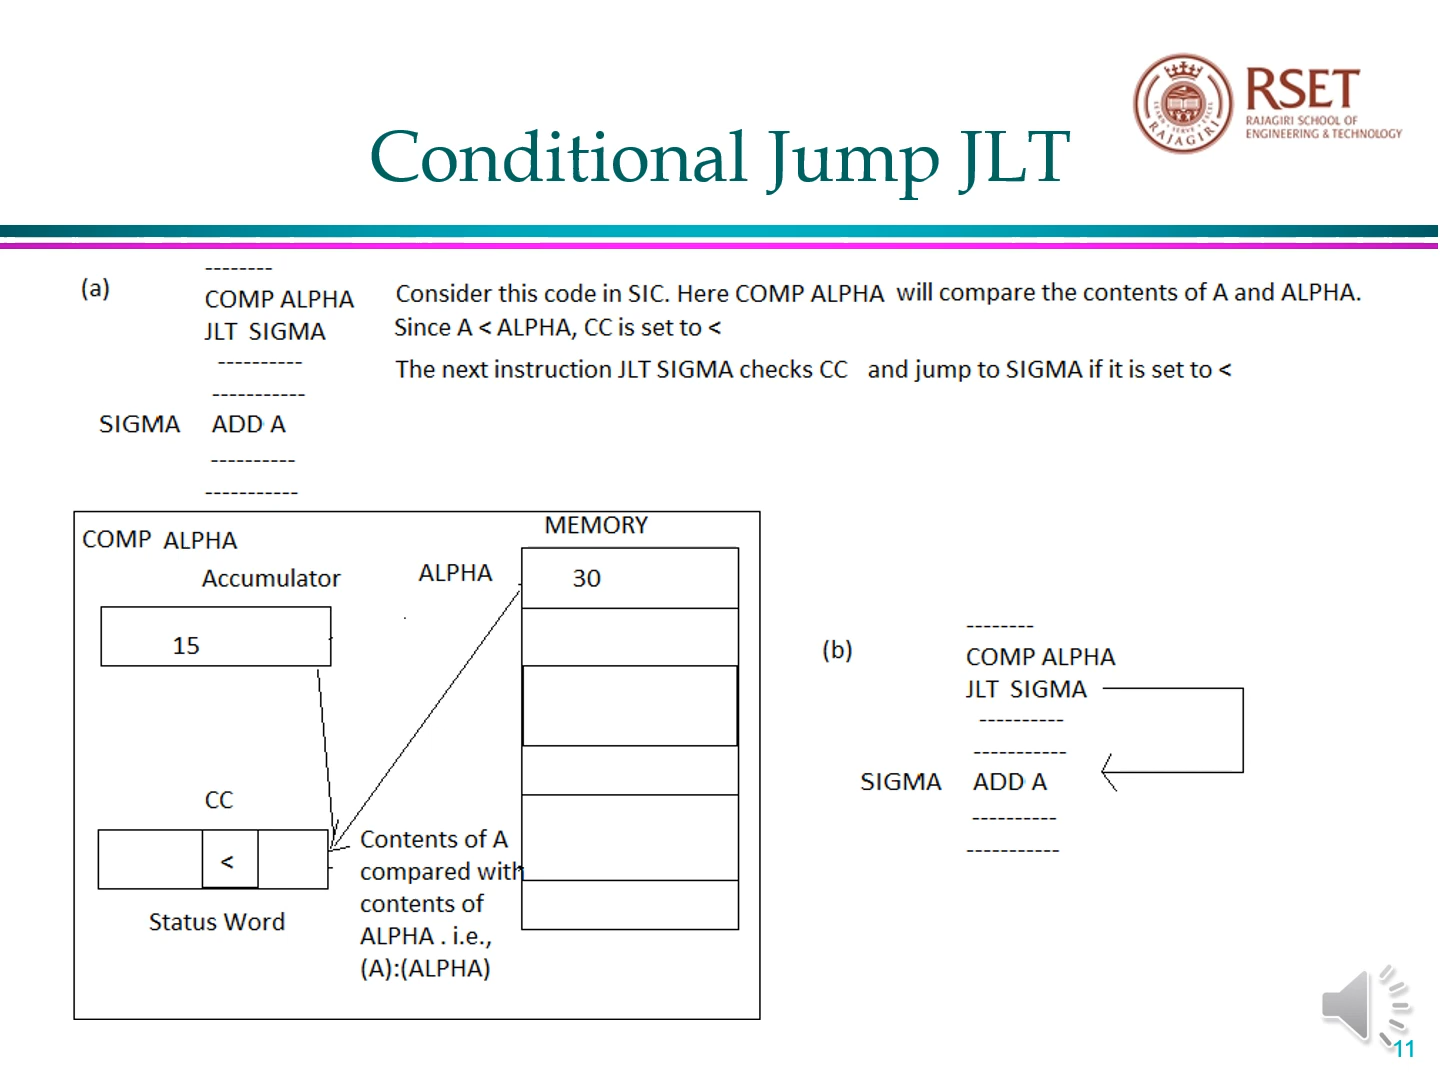 RSET
RAJAGIRI SCHOOL OF
ENGINEERING & TECHNOLOGY
RAJAGIRI
Conditional Jump JLT
(a)
--------
COMP ALPHA
JLT SIGMA
----------
-----------
SIGMA ADD A
----------
-----------
Consider this code in SIC. Here COMP ALPHA will compare the contents of A and ALPHA.
Since A < ALPHA, CC is set to <
The next instruction JLT SIGMA checks CC and jump to SIGMA if it is set to <
COMP ALPHA
MEMORY
Accumulator
ALPHA
30
15
CC
<
Status Word
Contents of A
compared with
contents of
ALPHA . i.e.,
(A):(ALPHA)
(b)
--------
COMP ALPHA
JLT SIGMA
----------
-----------
SIGMA ADD A
----------
-----------
11